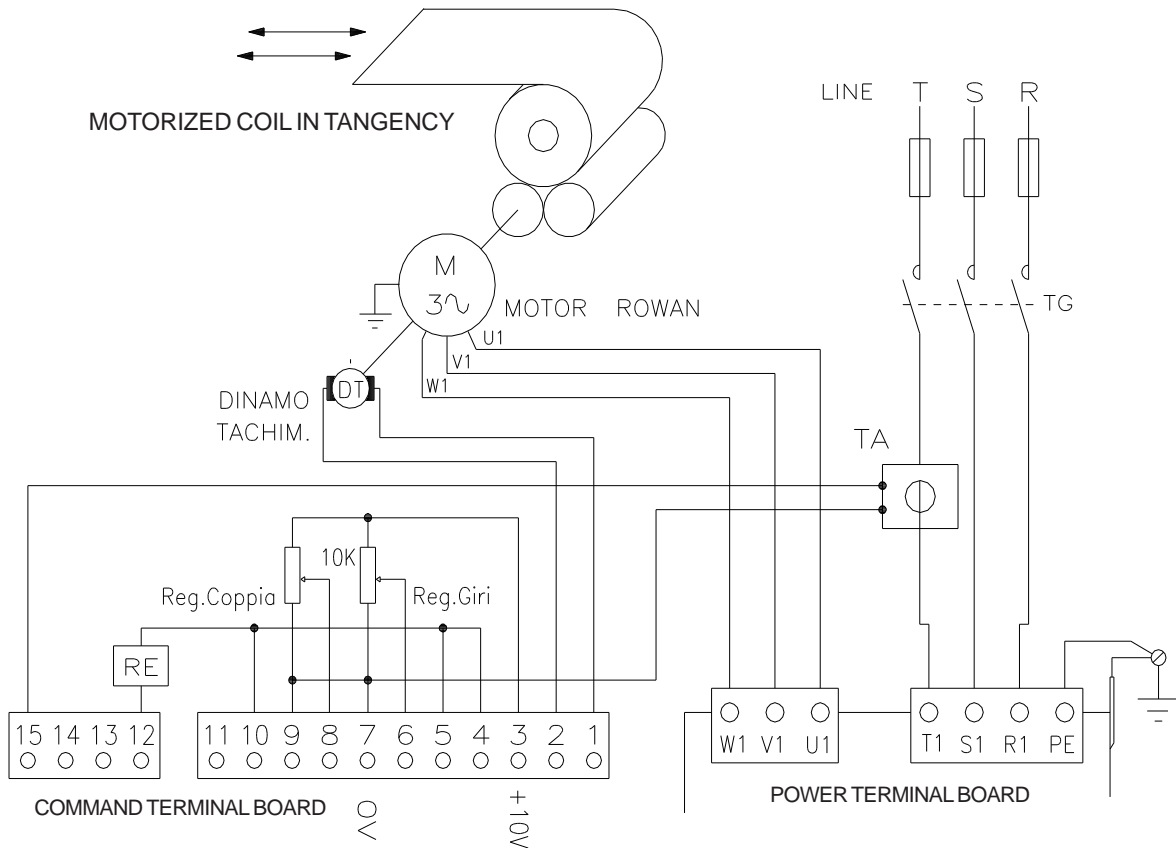 MOTORIZED COIL IN TANGENCY
LINE T S R
M
3∿
MOTOR ROWAN
TG
U1
V1
W1
DT
DINAMO
TACHIM.
TA
10K
Reg.Coppia
Reg.Giri
RE
15 14 13 12
11 10 9 8 7 6 5 4 3 2 1
W1 V1 U1
T1 S1 R1 PE
COMMAND TERMINAL BOARD
0V
+10V
POWER TERMINAL BOARD